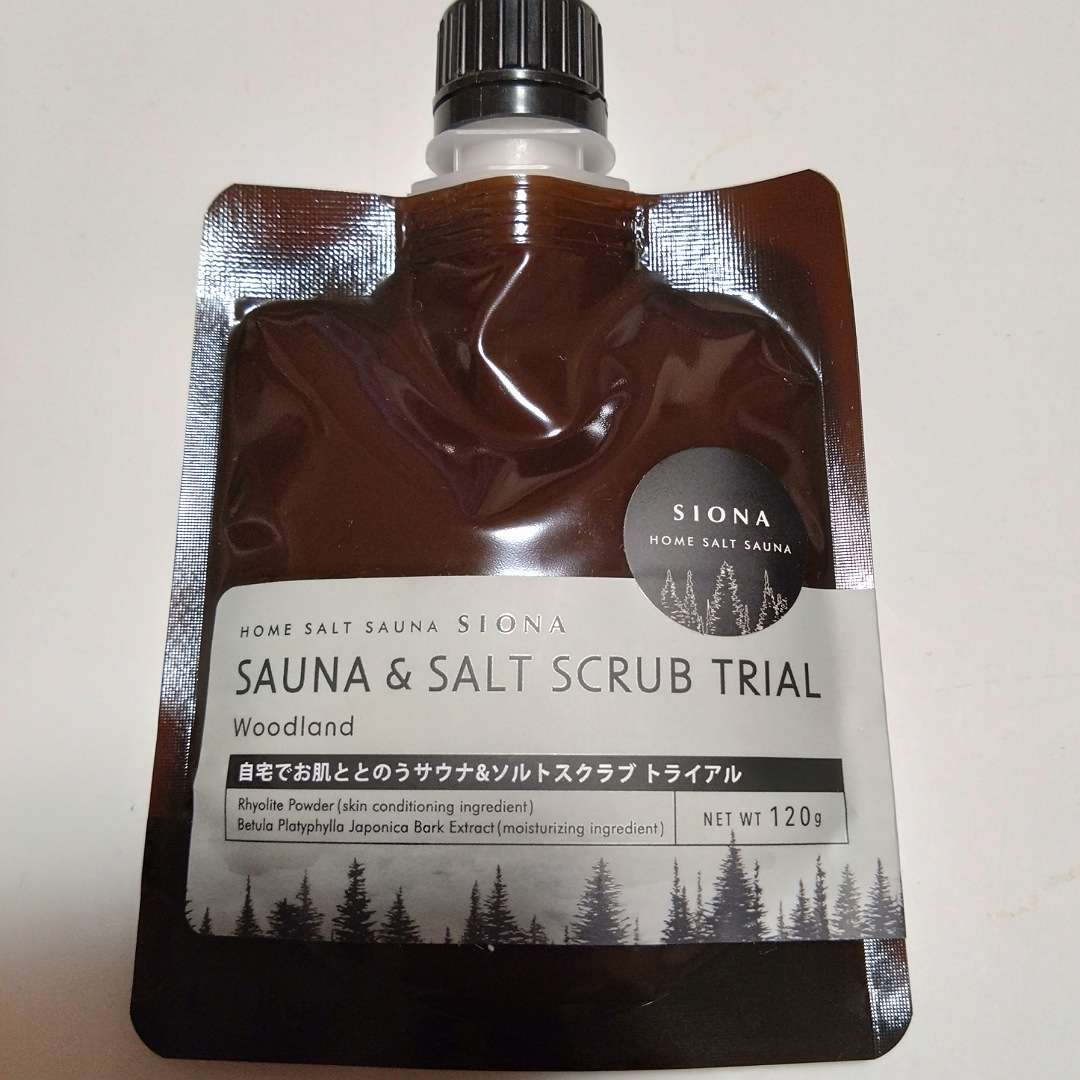 SIONA
HOME SALT SAUNA
HOME SALT SAUNA SIONA
SAUNA & SALT SCRUB TRIAL
Woodland
自宅でお肌ととのうサウナ&ソルトスクラブ トライアル
Rhyolite Powder (skin conditioning ingredient)
Betula Platyphylla Japonica Bark Extract (moisturizing ingredient)
NET WT 120g